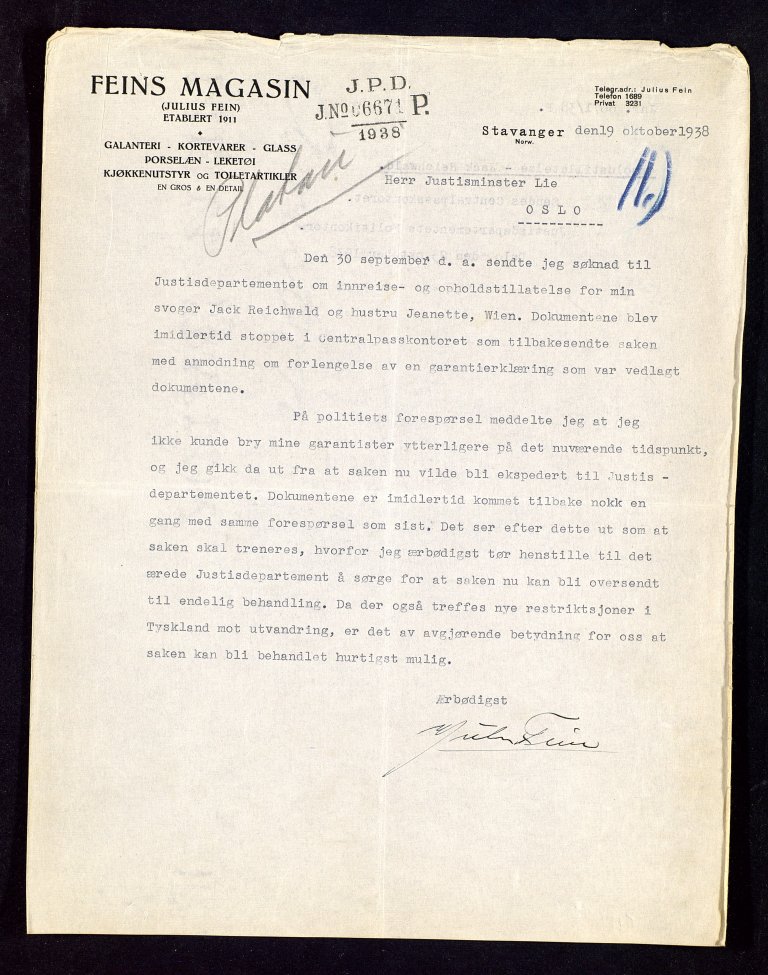 FEINS MAGASIN
(JULIUS FEIN)
ETABLERT 1911
GALANTERI - KORTEVARER - GLASS
PORSELÆN - LEKETØI
KJØKKENUTSTYR OG TOILETARTIKLER
EN GROS & EN DETAIL
J.P.D.
J.No 06671 P.
1938
Telegr.adr.: Julius Fein
Telefon 1689
Privat 3231
Stavanger den 19 oktober 1938
Norw.
Herr Justisminster Lie
OSLO
Den 30 september d. a. sendte jeg søknad til
Justisdepartementet om innreise- og opholdstillatelse for min
svoger Jack Reichwald og hustru Jeanette, Wien. Dokumentene blev
imidlertid stoppet i Centralpasskontoret som tilbakesendte saken
med anmodning om forlengelse av en garantierklæring som var vedlagt
dokumentene.
På politiets forespørsel meddelte jeg at jeg
ikke kunde bry mine garantister ytterligere på det nuværende tidspunkt,
og jeg gikk da ut fra at saken nu vilde bli ekspedert til Justis -
departementet. Dokumentene er imidlertid kommet tilbake nokk en
gang med samme forespørsel som sist. Det ser efter dette ut som at
saken skal treneres, hvorfor jeg ærbødigst tør henstille til det
ærede Justisdepartement å sørge for at saken nu kan bli oversendt
til endelig behandling. Da der også treffes nye restriktsjoner i
Tyskland mot utvandring, er det av avgjørende betydning for oss at
saken kan bli behandlet hurtigst mulig.
Ærbødigst
Julius Fein